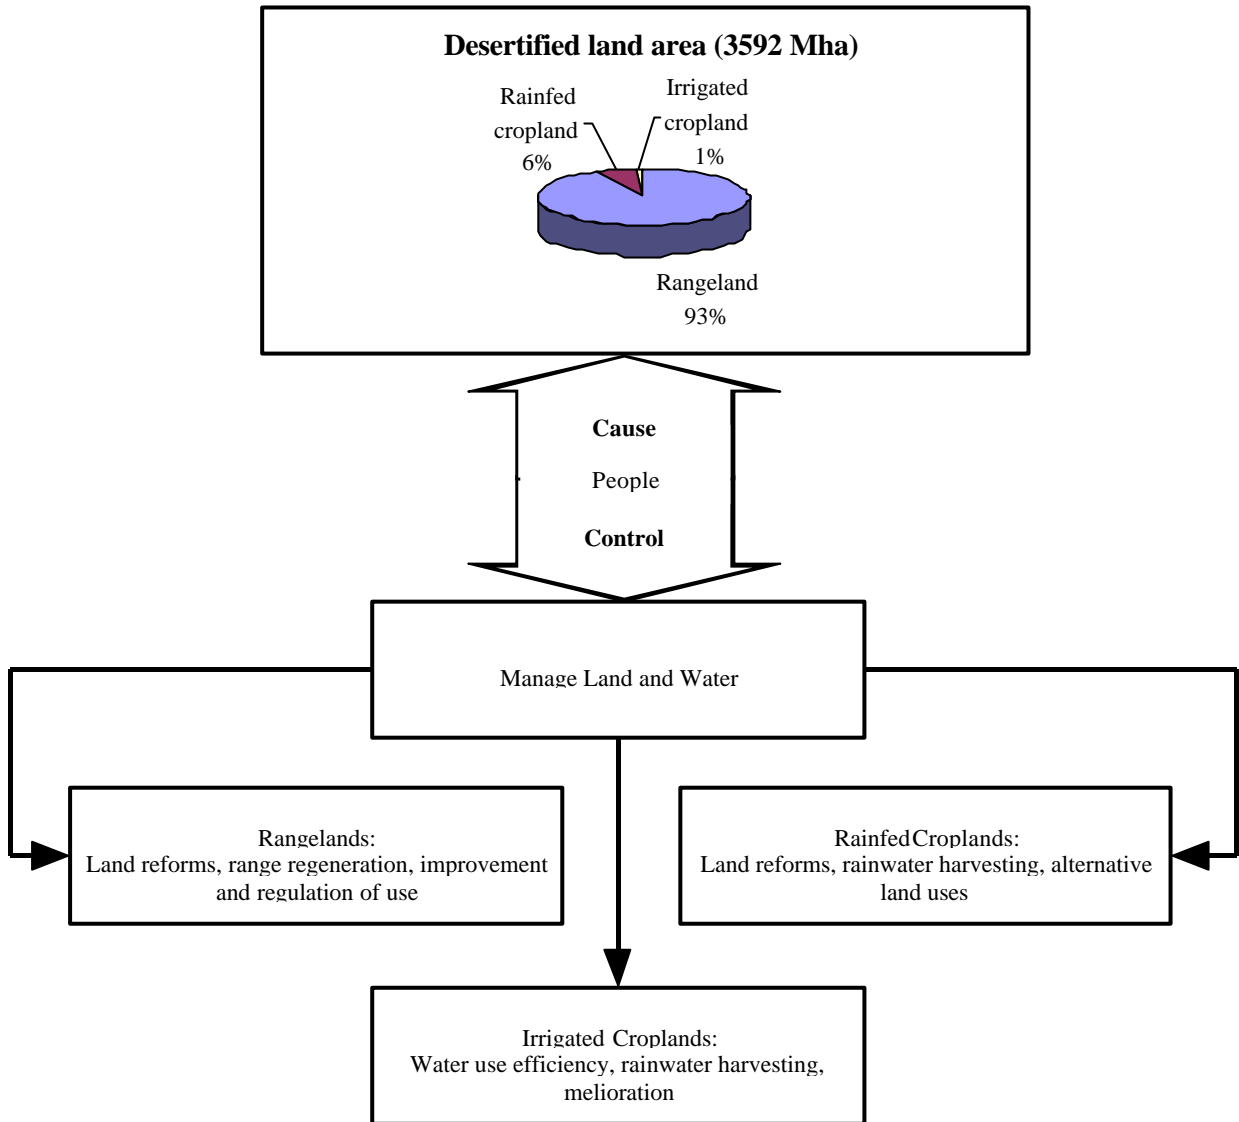 Desertified land area (3592 Mha)
Rainfed
cropland
6%
Irrigated
cropland
1%
Rangeland
93%
Cause
People
Control
Manage Land and Water
Rangelands:
Land reforms, range regeneration, improvement
and regulation of use
Rainfed Croplands:
Land reforms, rainwater harvesting, alternative
land uses
Irrigated Croplands:
Water use efficiency, rainwater harvesting,
melioration